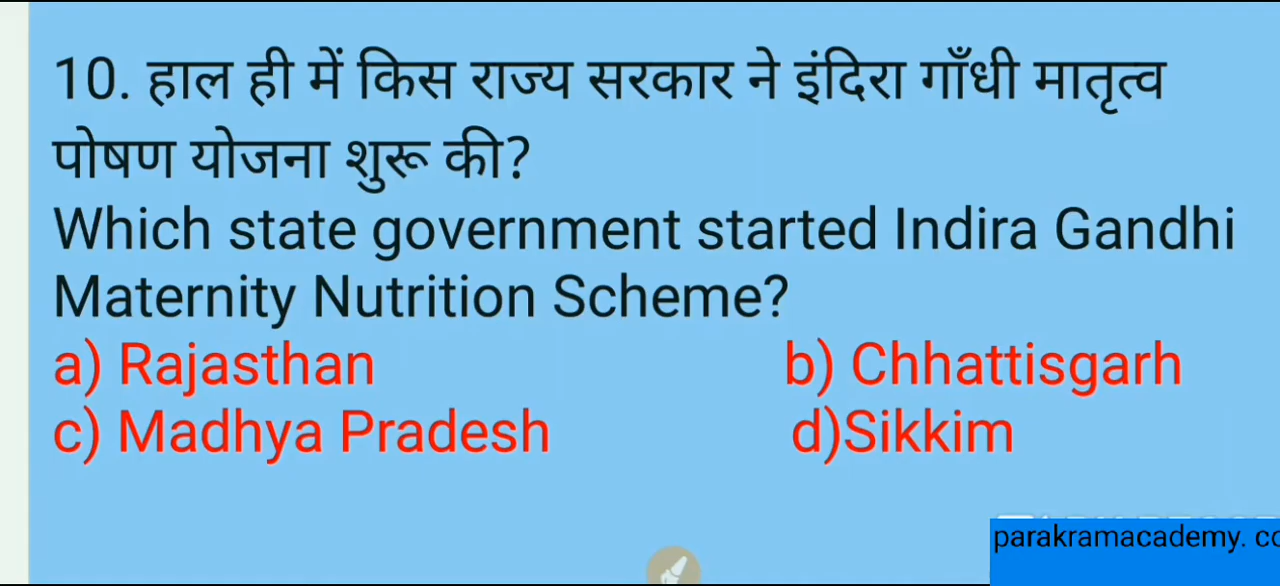 10. हाल ही में किस राज्य सरकार ने इंदिरा गाँधी मातृत्व
पोषण योजना शुरू की?
Which state government started Indira Gandhi
Maternity Nutrition Scheme?
a) Rajasthan b) Chhattisgarh
c) Madhya Pradesh d)Sikkim
parakramacademy. cc